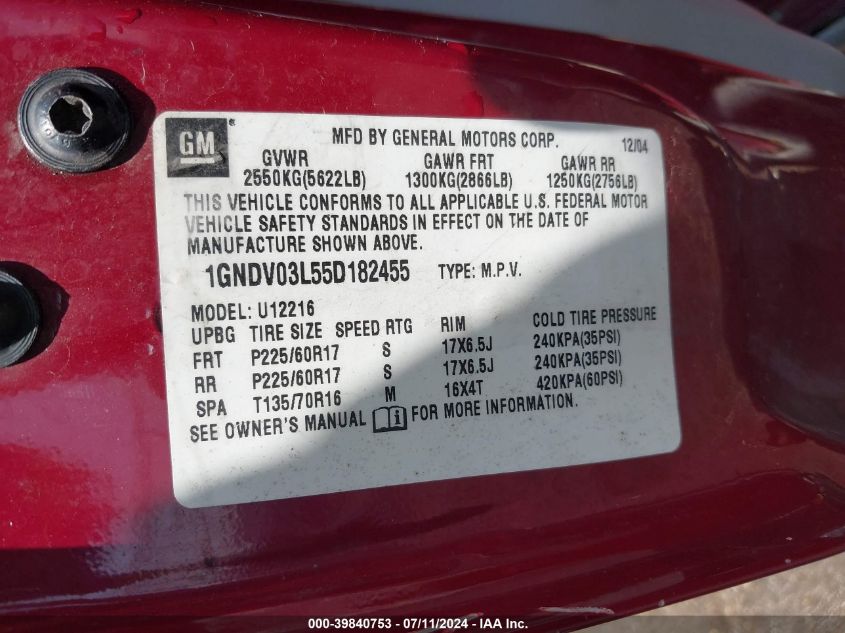 GM® MFD BY GENERAL MOTORS CORP. 12/04
GVWR GAWR FRT GAWR RR
2550KG(5622LB) 1300KG(2866LB) 1250KG(2756LB)
THIS VEHICLE CONFORMS TO ALL APPLICABLE U.S. FEDERAL MOTOR
VEHICLE SAFETY STANDARDS IN EFFECT ON THE DATE OF
MANUFACTURE SHOWN ABOVE.
1GNDV03L55D182455 TYPE: M.P.V.
MODEL: U12216
UPBG TIRE SIZE SPEED RTG RIM COLD TIRE PRESSURE
FRT P225/60R17 S 17X6.5J 240KPA(35PSI)
RR P225/60R17 S 17X6.5J 240KPA(35PSI)
SPA T135/70R16 M 16X4T 420KPA(60PSI)
SEE OWNER'S MANUAL i FOR MORE INFORMATION.
000-39840753 - 07/11/2024 - IAA Inc.